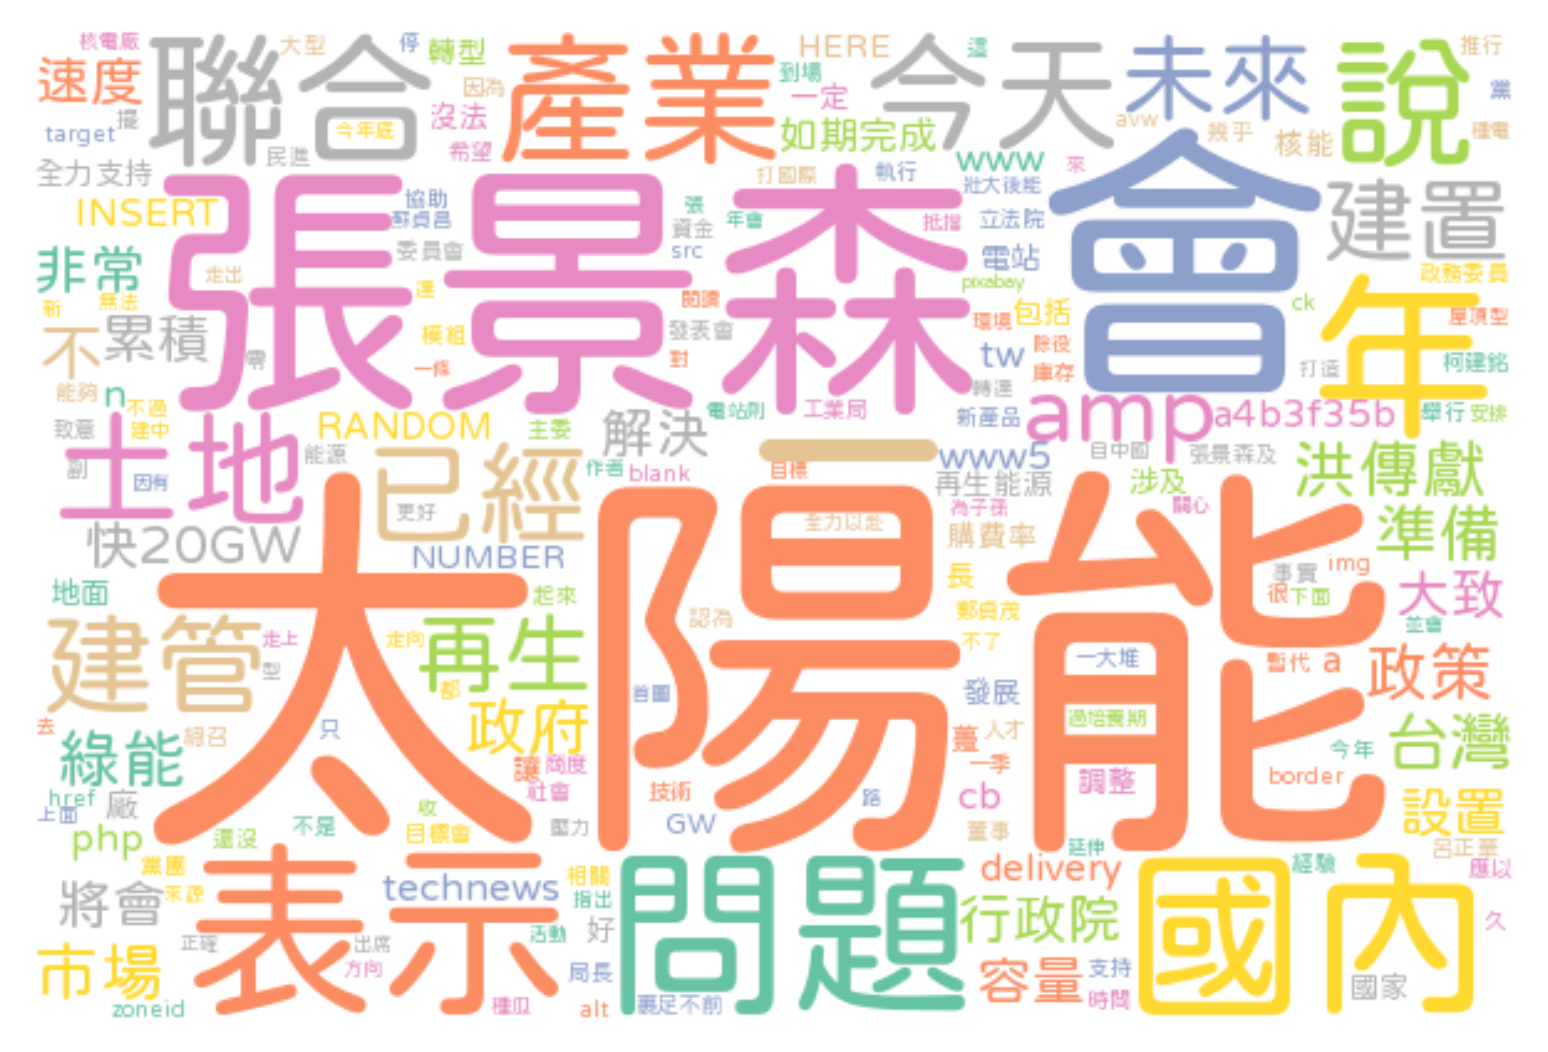 核電廠 聯合 大型 停 轉型 產業 HERE 今天 還 未來 說 推行
速度 因為 到場 一定 黨
target 擺 今年底 沒法 如期完成 avw 幾乎 核能 種電
全力支持 民進 希望 打國際 執行 www 來
INSERT 張景森 協助 蘇貞昌 張 年會 抵擋 壯大後能 立法院 會 建置
非常 走出 委員會 資金 src 電站 政務委員
新 無法 達 閱讀 pixabay 包括 ck 年 屋頂型
不 累積 零 模組 發表會 環境 tw 除役 柯建銘
能夠 n 一條 對 轉達 庫存 打造
不過 電站則 工業局 新產品 amp a4b3f35b 舉行 安排
致意 建中 土地 RANDOM 主委 解決 一 www5 目中國 張景森及 洪傳獻
副 因有 能源 已經 作者 blank 目標 再生能源 涉及
快20GW 更好 全力以赴 為子孫 關心 準備
NUMBER 太陽能 購費率 事實 img
地面 起來 長 很 下面 大致
建管 走上 走向 再生 認為 鄭貞茂 並會
型 都 不了 一大堆 暫代 a 政策
去 綠能 總召 只 政府 首圖 發展 過培養期 台灣
讓 商度 薑 人才 今年
href 廠 社會 技術 一季 調整 border
上面 收 路 cb 設置
php 還沒 不是 目標會 壓力 GW 董事 延伸 呂正華
黨團 表示 technews 相關 問題 delivery 國內 經驗 應以
將會 來源 指出 行政院 久
市場 正確 出席 活動 好
方向 局長 容量 支持 國家
zoneid 種瓜 alt 裹足不前 時間